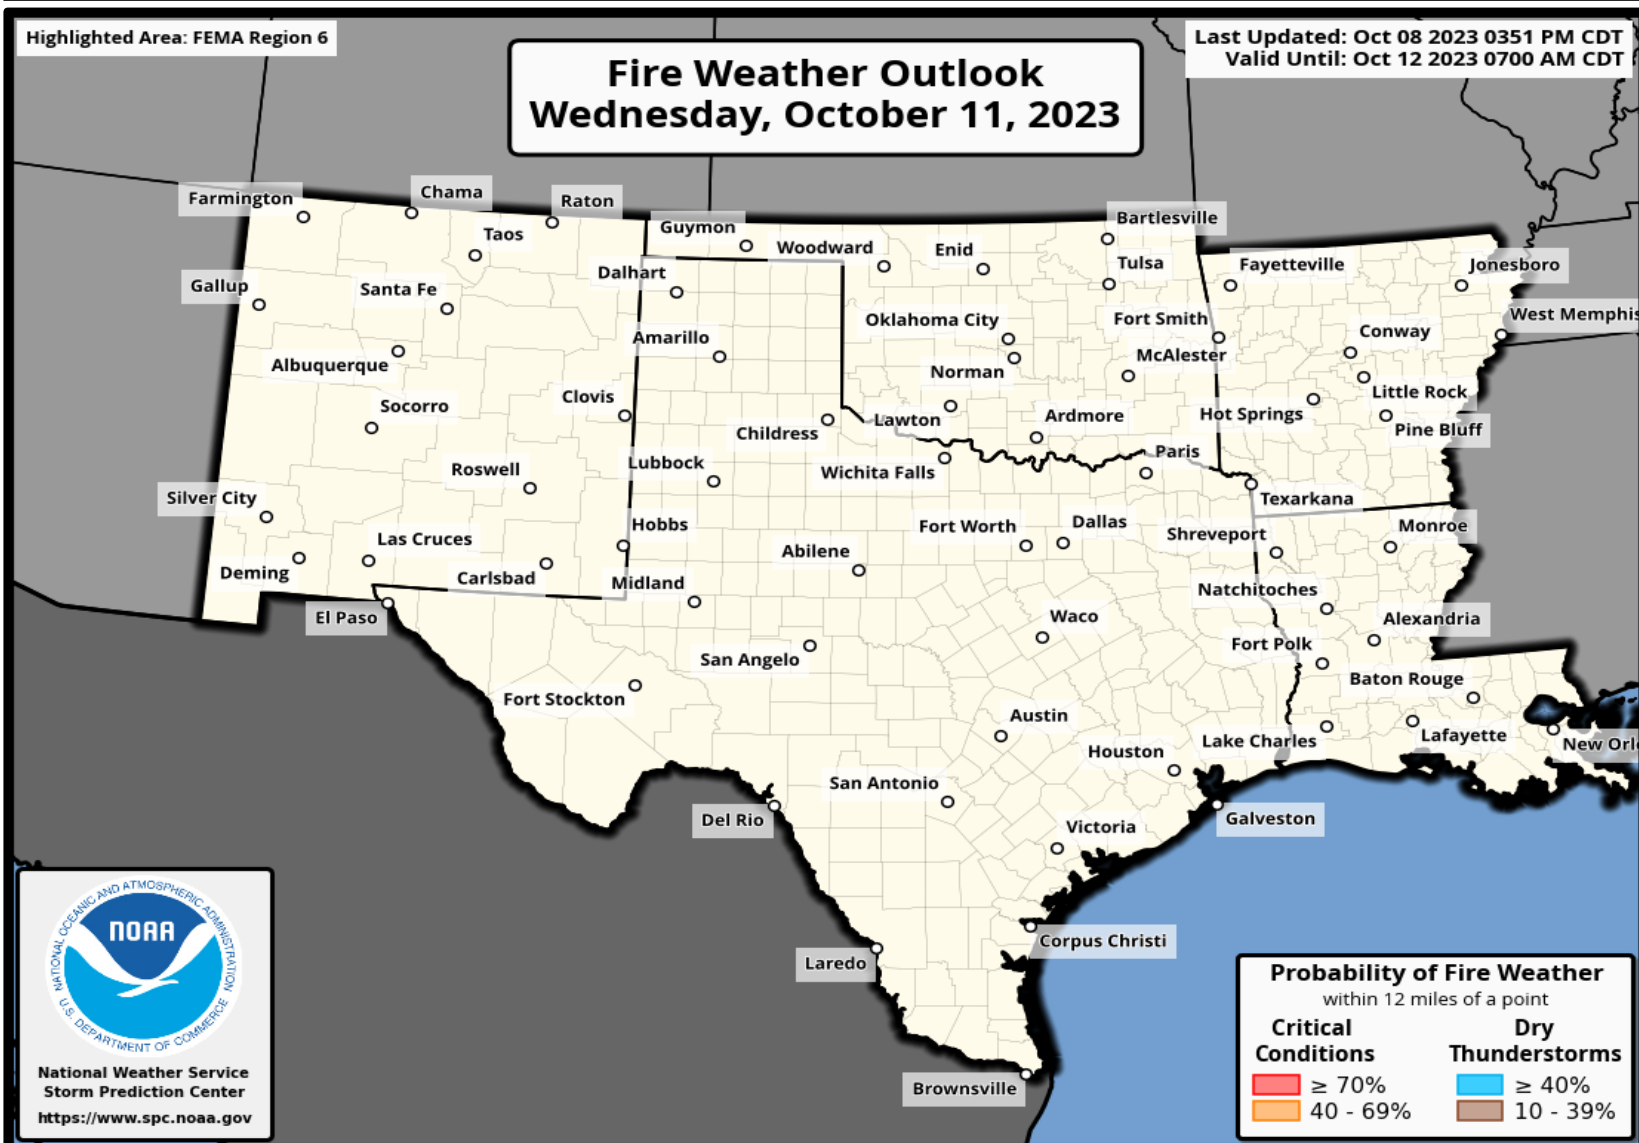 Highlighted Area: FEMA Region 6
Last Updated: Oct 08 2023 0351 PM CDT
Valid Until: Oct 12 2023 0700 AM CDT
Fire Weather Outlook
Wednesday, October 11, 2023
Farmington
Chama
Raton
Taos
Guymon
Woodward
Enid
Bartlesville
Tulsa
Fayetteville
Jonesboro
Gallup
Santa Fe
Dalhart
Oklahoma City
Fort Smith
West Memphis
Albuquerque
Amarillo
Norman
McAlester
Conway
Socorro
Clovis
Childress
Lawton
Ardmore
Hot Springs
Little Rock
Pine Bluff
Roswell
Lubbock
Wichita Falls
Paris
Silver City
Texarkana
Las Cruces
Hobbs
Abilene
Fort Worth
Dallas
Shreveport
Monroe
Deming
Carlsbad
Midland
Natchitoches
El Paso
San Angelo
Waco
Fort Polk
Alexandria
Fort Stockton
Austin
Baton Rouge
Houston
Lake Charles
Lafayette
New Orl
San Antonio
Del Rio
Victoria
Galveston
Corpus Christi
Laredo
Brownsville
NATIONAL OCEANIC AND ATMOSPHERIC ADMINISTRATION
NOAA
U.S. DEPARTMENT OF COMMERCE
National Weather Service
Storm Prediction Center
https://www.spc.noaa.gov
Probability of Fire Weather
within 12 miles of a point
Critical Conditions
≥ 70%
40 - 69%
Dry Thunderstorms
≥ 40%
10 - 39%